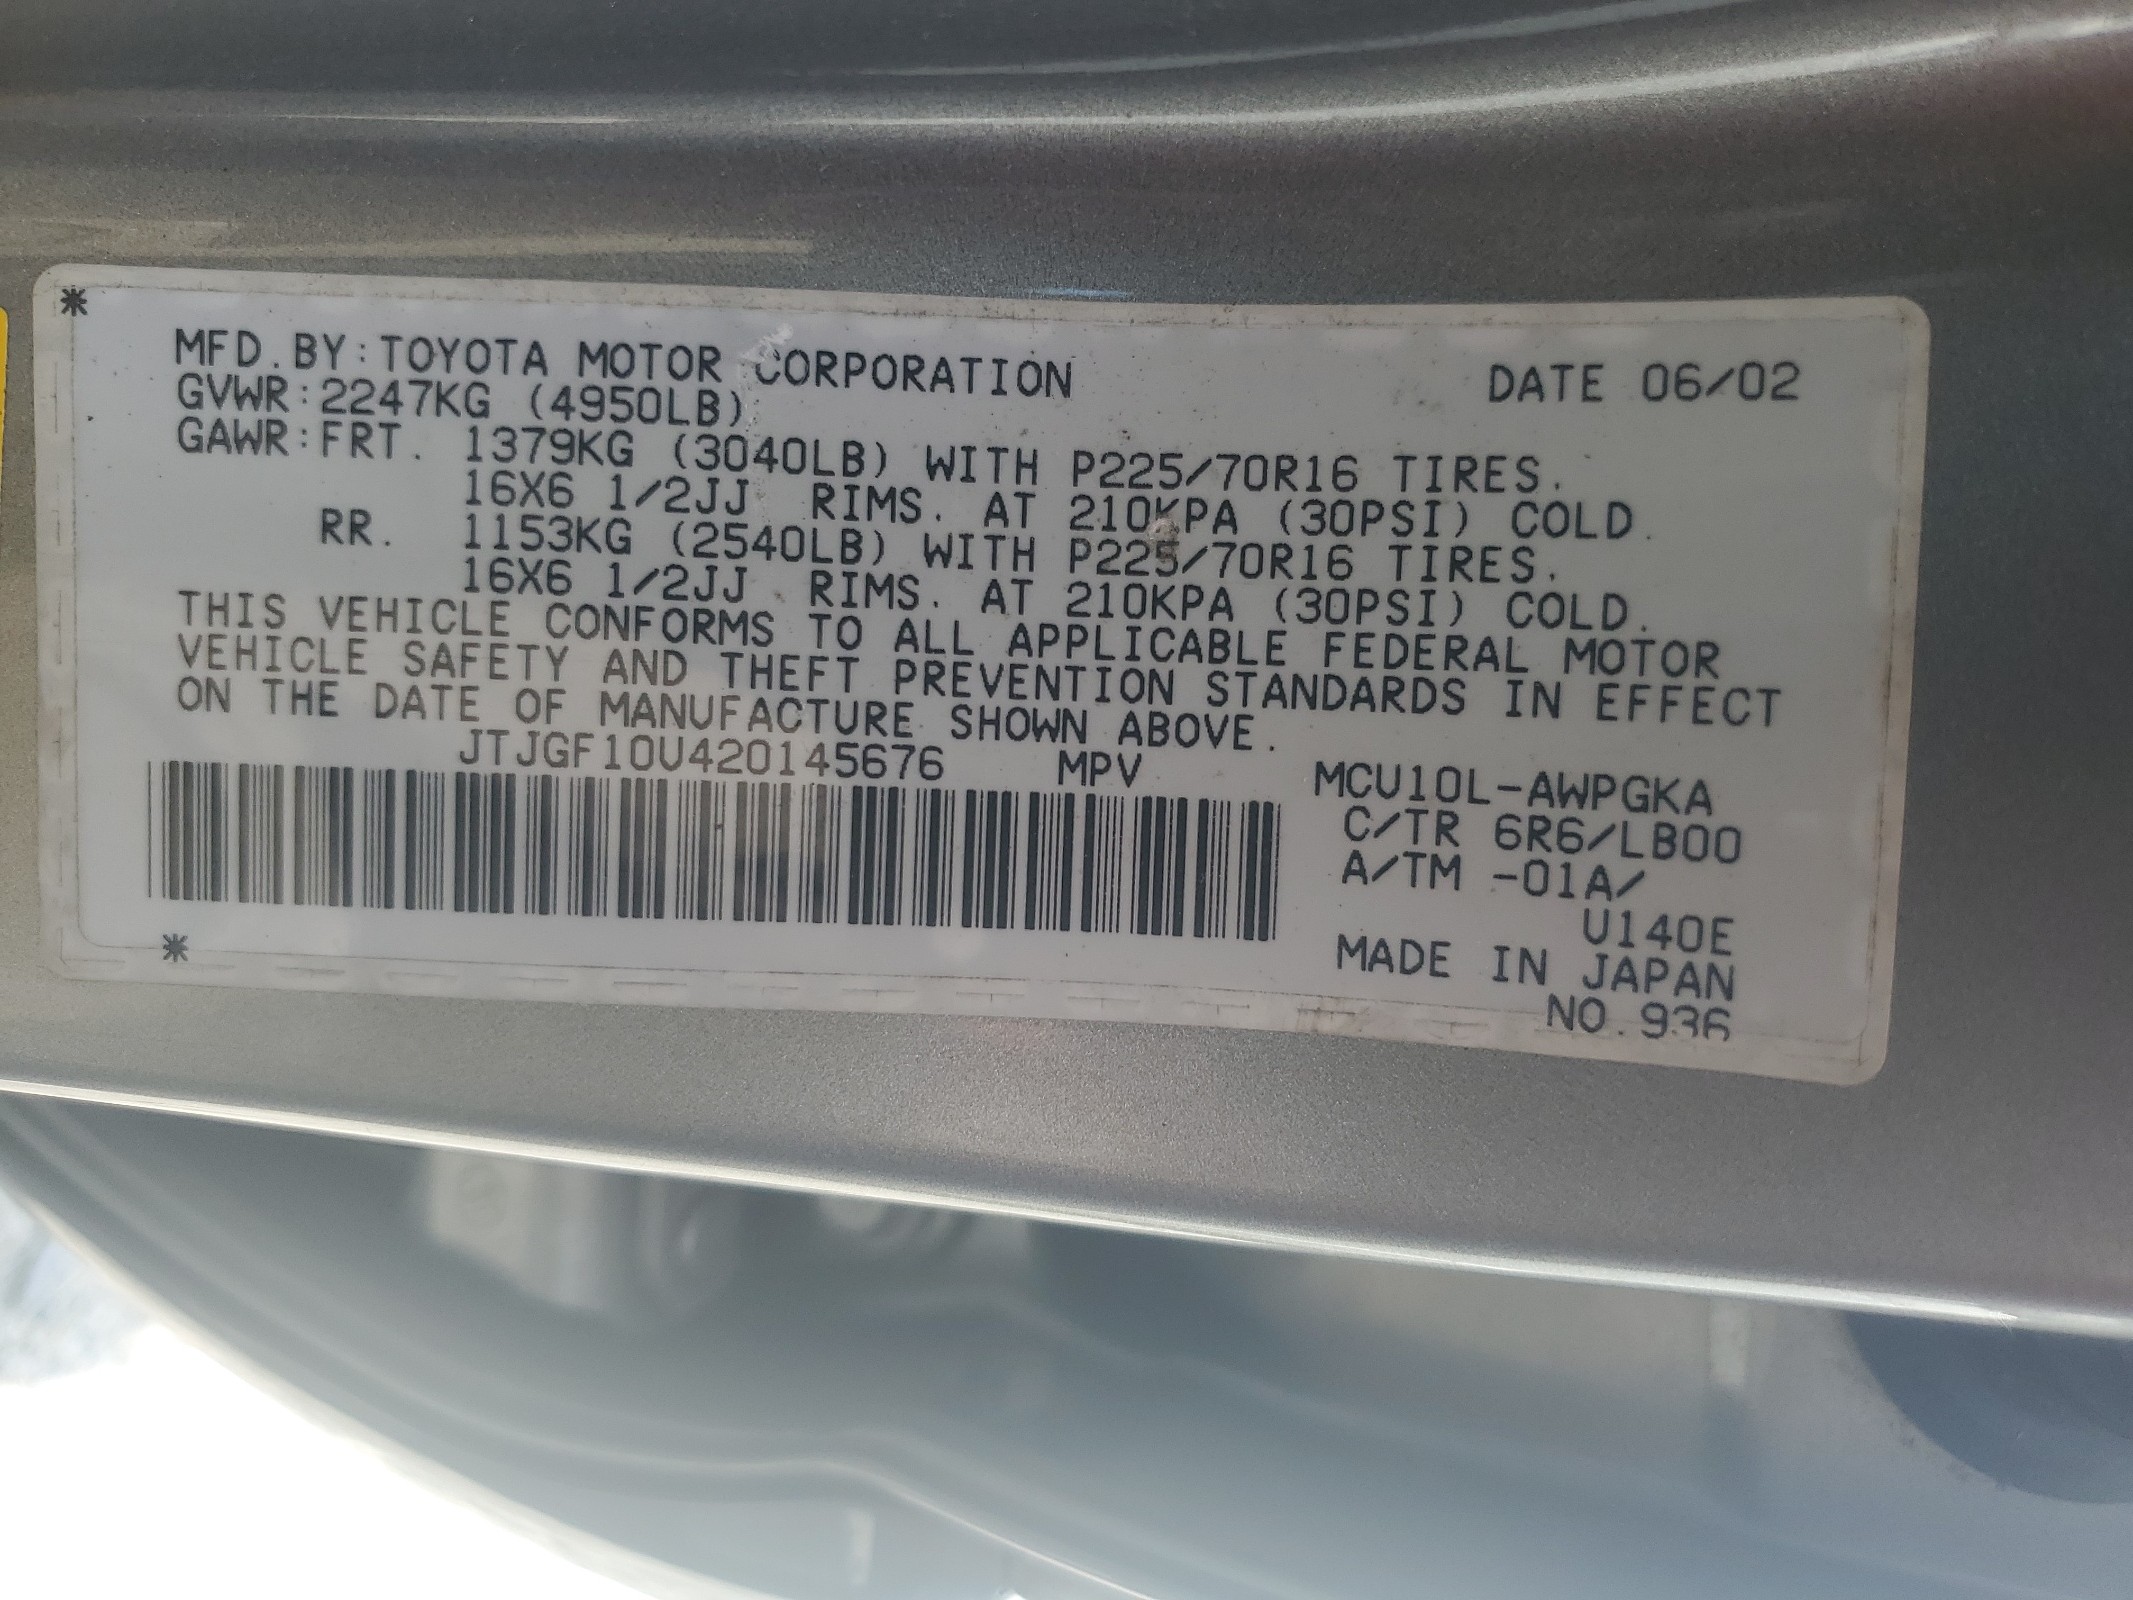 MFD.BY:TOYOTA MOTOR CORPORATION DATE 06/02
GVWR:2247KG (4950LB)
GAWR:FRT. 1379KG (3040LB) WITH P225/70R16 TIRES.
16X6 1/2JJ RIMS. AT 210KPA (30PSI) COLD.
RR. 1153KG (2540LB) WITH P225/70R16 TIRES.
16X6 1/2JJ RIMS. AT 210KPA (30PSI) COLD.
THIS VEHICLE CONFORMS TO ALL APPLICABLE FEDERAL MOTOR
VEHICLE SAFETY AND THEFT PREVENTION STANDARDS IN EFFECT
ON THE DATE OF MANUFACTURE SHOWN ABOVE.
JTJGF10U420145676 MPV
MCU10L-AWPGKA
C/TR 6R6/LB00
A/TM -01A/
U140E
MADE IN JAPAN
NO.936